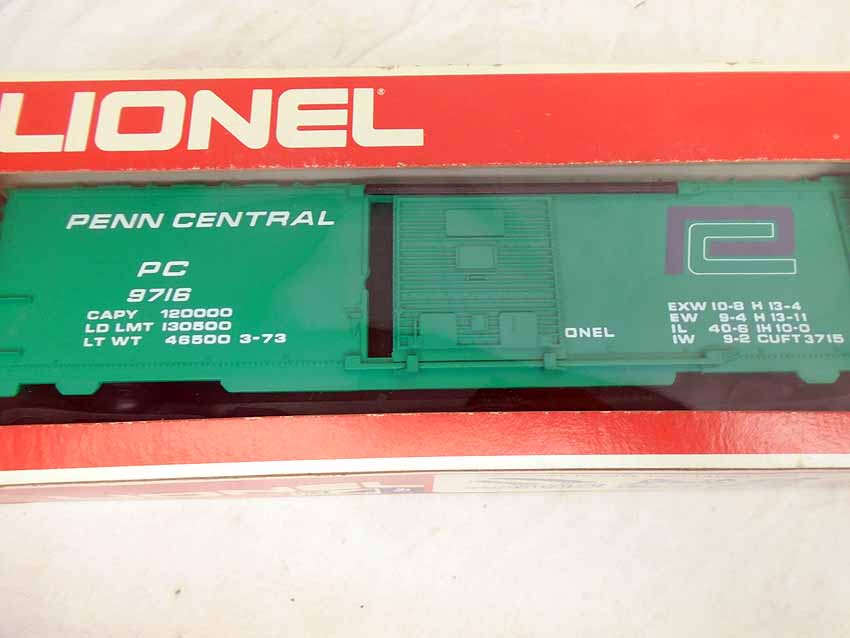 LIONEL®
PENN CENTRAL
PC
9716
CAPY 120000
LD LMT 130500
LT WT 46500 3-73
ONEL
PC
EXW 10-8 H 13-4
EW 9-4 H 13-11
IL 40-6 IH 10-0
IW 9-2 CUFT 3715